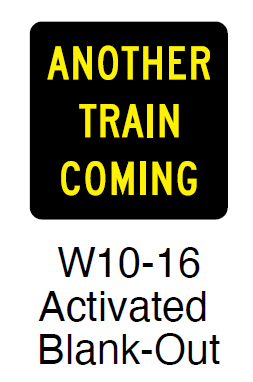 ANOTHER
TRAIN
COMING
W10-16
Activated
Blank-Out